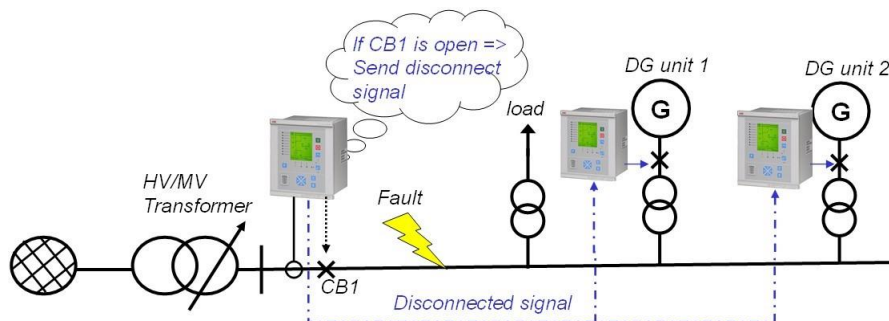 If CB1 is open =>
Send disconnect
signal
DG unit 1
DG unit 2
G
G
load
HV/MV
Transformer
Fault
CB1
Disconnected signal